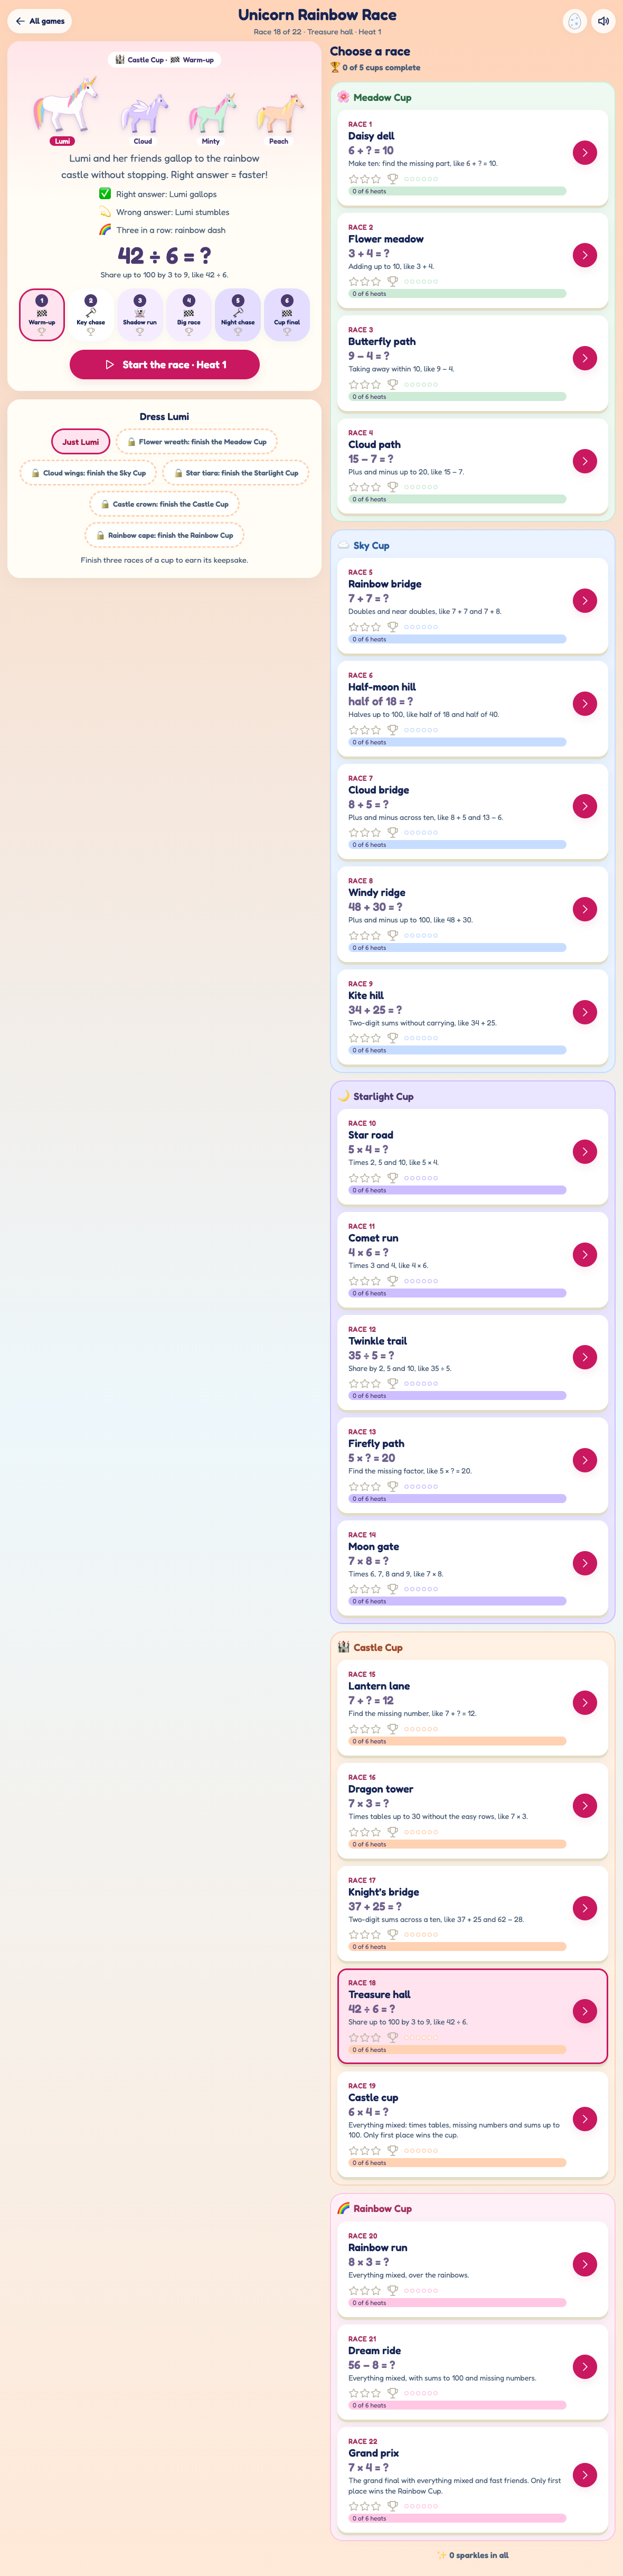 All games
Unicorn Rainbow Race
Race 18 of 22 · Treasure hall · Heat 1
Castle Cup · Warm-up
Lumi
Cloud
Minty
Peach
Lumi and her friends gallop to the rainbow
castle without stopping. Right answer = faster!
Right answer: Lumi gallops
Wrong answer: Lumi stumbles
Three in a row: rainbow dash
42 ÷ 6 = ?
Share up to 100 by 3 to 9, like 42 ÷ 6.
1
Warm-up
2
Key chase
3
Shadow run
4
Big race
5
Night chase
6
Cup final
Start the race · Heat 1
Dress Lumi
Just Lumi
Flower wreath: finish the Meadow Cup
Cloud wings: finish the Sky Cup
Star tiara: finish the Starlight Cup
Castle crown: finish the Castle Cup
Rainbow cape: finish the Rainbow Cup
Finish three races of a cup to earn its keepsake.
Choose a race
0 of 5 cups complete
Meadow Cup
RACE 1
Daisy dell
6 + ? = 10
Make ten: find the missing part, like 6 + ? = 10.
0 of 6 heats
RACE 2
Flower meadow
3 + 4 = ?
Adding up to 10, like 3 + 4.
0 of 6 heats
RACE 3
Butterfly path
9 – 4 = ?
Taking away within 10, like 9 – 4.
0 of 6 heats
RACE 4
Cloud path
15 – 7 = ?
Plus and minus up to 20, like 15 – 7.
0 of 6 heats
Sky Cup
RACE 5
Rainbow bridge
7 + 7 = ?
Doubles and near doubles, like 7 + 7 and 7 + 8.
0 of 6 heats
RACE 6
Half-moon hill
half of 18 = ?
Halves up to 100, like half of 18 and half of 40.
0 of 6 heats
RACE 7
Cloud bridge
8 + 5 = ?
Plus and minus across ten, like 8 + 5 and 13 – 6.
0 of 6 heats
RACE 8
Windy ridge
48 + 30 = ?
Plus and minus up to 100, like 48 + 30.
0 of 6 heats
RACE 9
Kite hill
34 + 25 = ?
Two-digit sums without carrying, like 34 + 25.
0 of 6 heats
Starlight Cup
RACE 10
Star road
5 × 4 = ?
Times 2, 5 and 10, like 5 × 4.
0 of 6 heats
RACE 11
Comet run
4 × 6 = ?
Times 3 and 4, like 4 × 6.
0 of 6 heats
RACE 12
Twinkle trail
35 ÷ 5 = ?
Share by 2, 5 and 10, like 35 ÷ 5.
0 of 6 heats
RACE 13
Firefly path
5 × ? = 20
Find the missing factor, like 5 × ? = 20.
0 of 6 heats
RACE 14
Moon gate
7 × 8 = ?
Times 6, 7, 8 and 9, like 7 × 8.
0 of 6 heats
Castle Cup
RACE 15
Lantern lane
7 + ? = 12
Find the missing number, like 7 + ? = 12.
0 of 6 heats
RACE 16
Dragon tower
7 × 3 = ?
Times tables up to 30 without the easy rows, like 7 × 3.
0 of 6 heats
RACE 17
Knight's bridge
37 + 25 = ?
Two-digit sums across a ten, like 37 + 25 and 62 – 28.
0 of 6 heats
RACE 18
Treasure hall
42 ÷ 6 = ?
Share up to 100 by 3 to 9, like 42 ÷ 6.
0 of 6 heats
RACE 19
Castle cup
6 × 4 = ?
Everything mixed: times tables, missing numbers and sums up to
100. Only first place wins the cup.
0 of 6 heats
Rainbow Cup
RACE 20
Rainbow run
8 × 3 = ?
Everything mixed, over the rainbows.
0 of 6 heats
RACE 21
Dream ride
56 – 8 = ?
Everything mixed, with sums to 100 and missing numbers.
0 of 6 heats
RACE 22
Grand prix
7 × 4 = ?
The grand final with everything mixed and fast friends. Only first
place wins the Rainbow Cup.
0 of 6 heats
0 sparkles in all